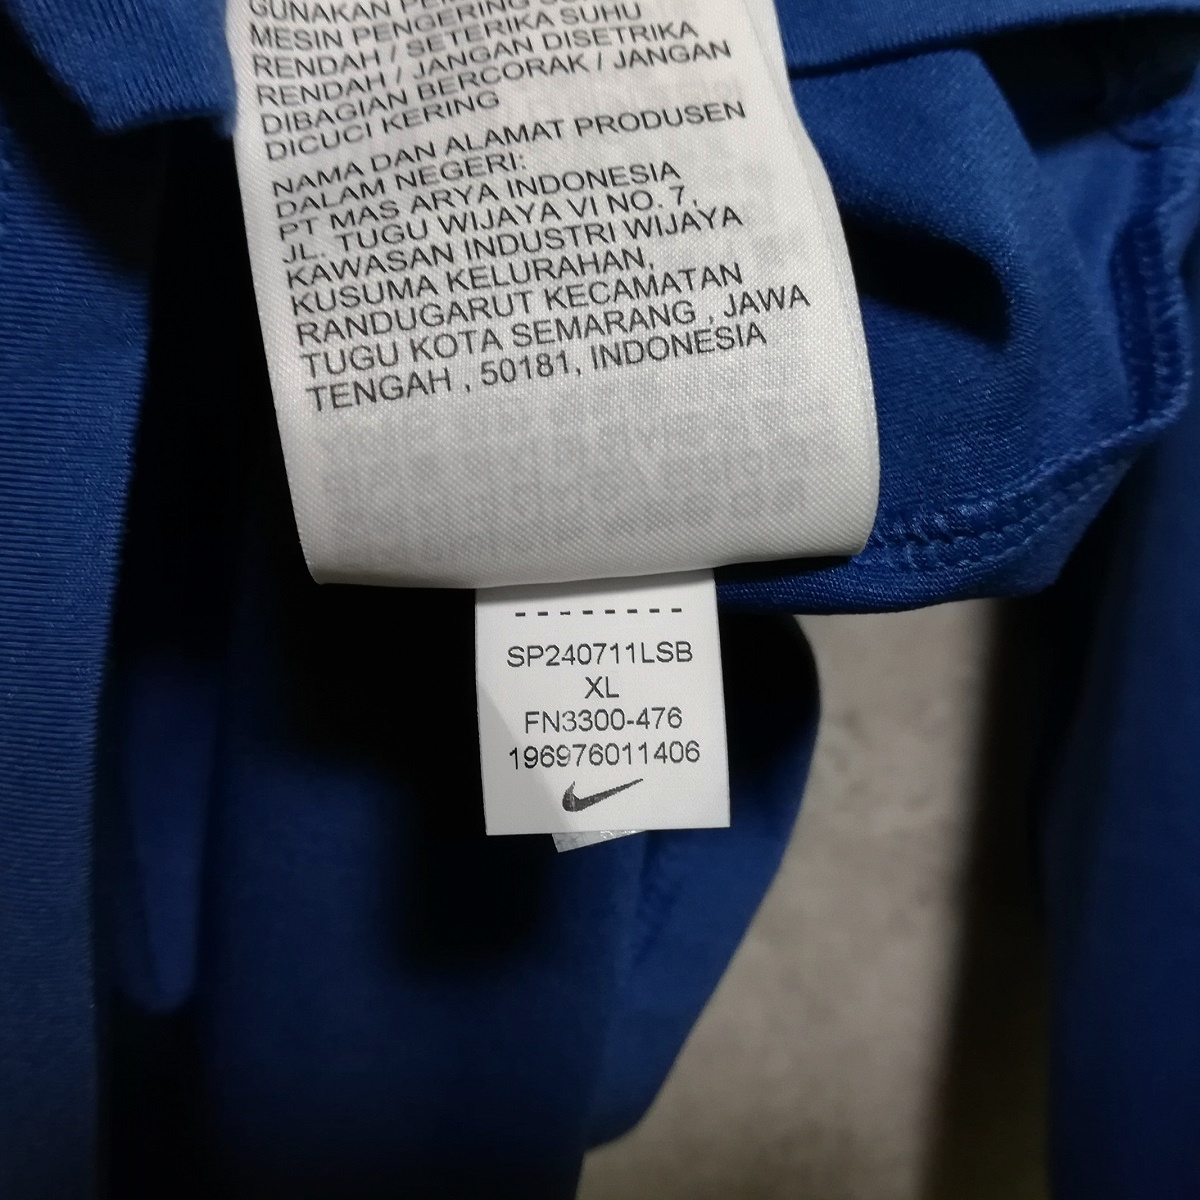 GUNAKAN
MESIN PENGERING
RENDAH / SETERIKA SUHU
RENDAH / JANGAN DISETRIKA
DIBAGIAN BERCORAK / JANGAN
DICUCI KERING
NAMA DAN ALAMAT PRODUSEN
DALAM NEGERI:
PT MAS ARYA INDONESIA
JL. TUGU WIJAYA VI NO. 7,
KAWASAN INDUSTRI WIJAYA
KUSUMA KELURAHAN,
RANDUGARUT KECAMATAN
TUGU KOTA SEMARANG , JAWA
TENGAH , 50181, INDONESIA
--------
SP240711LSB
XL
FN3300-476
196976011406